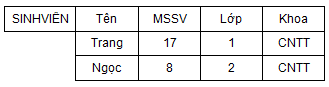 SINHVIÊN Tên MSSV Lớp Khoa
Trang 17 1 CNTT
Ngọc 8 2 CNTT